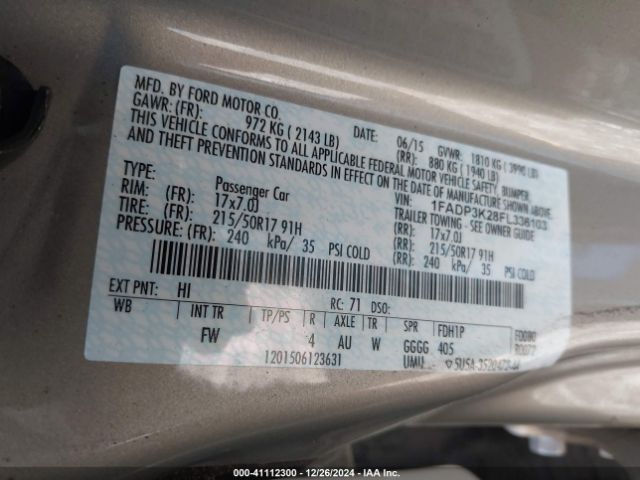 MFD. BY FORD MOTOR CO.
DATE: 06/15 GVWR: 1810 KG ( 3990 LB)
GAWR: (FR): 972 KG ( 2143 LB) (RR): 880 KG ( 1940 LB)
THIS VEHICLE CONFORMS TO ALL APPLICABLE FEDERAL MOTOR VEHICLE SAFETY, BUMPER
AND THEFT PREVENTION STANDARDS IN EFFECT ON THE DATE OF MANUFACTURE SHOWN ABOVE.
VIN: 1FADP3K28FL338103
TYPE: Passenger Car TRAILER TOWING - SEE OWNER GUIDE
RIM: (FR): 17x7.0J (RR): 17x7.0J
TIRE: (FR): 215/50R17 91H (RR): 215/50R17 91H
PRESSURE: (FR): 240 kPa/ 35 PSI COLD (RR): 240 kPa/ 35 PSI COLD
EXT PNT: HI RC: 71 DSO:
WB INT TR TP/PS R AXLE TR SPR FDH1P
FW 4 AU W GGGG 405
1201506123631 UMU
000-41112300 - 12/26/2024 - IAA Inc.